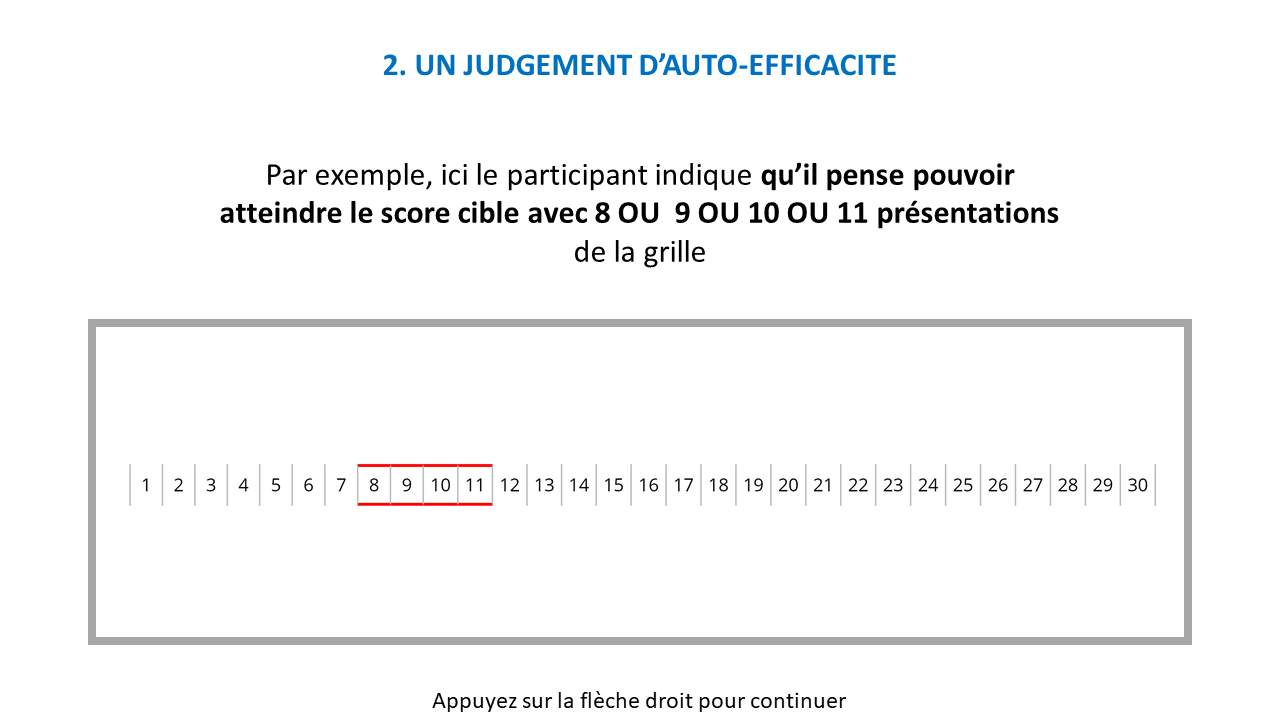 2. UN JUDGEMENT D’AUTO-EFFICACITE
Par exemple, ici le participant indique qu’il pense pouvoir
atteindre le score cible avec 8 OU  9 OU 10 OU 11 présentations
de la grille
1 2 3 4 5 6 7 8 9 10 11 12 13 14 15 16 17 18 19 20 21 22 23 24 25 26 27 28 29 30
Appuyez sur la flèche droit pour continuer